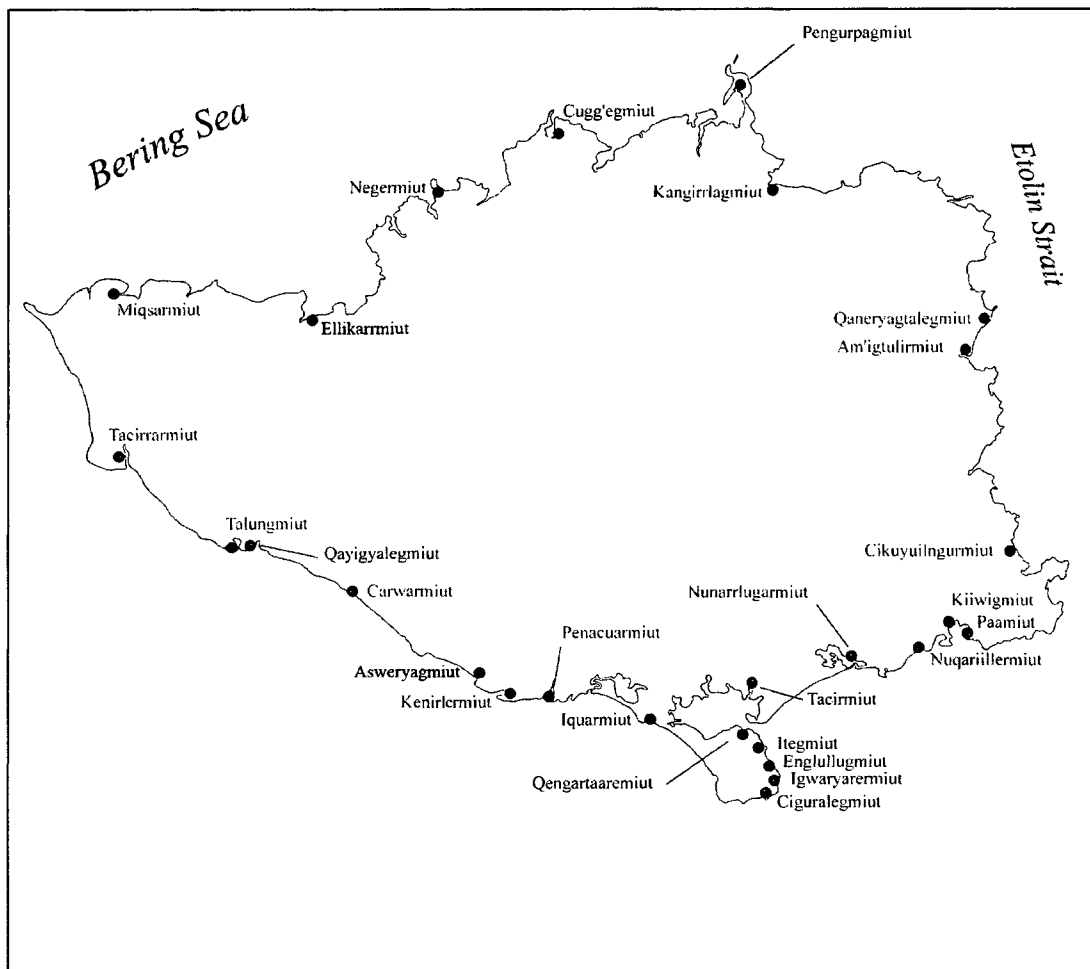 Pengurpagmiut
Bering Sea
Cugg'egmiut
Etolin Strait
Negermiut
Kangirrlagmiut
Miqsarmiut
Ellikarrmiut
Qaneryagtalegmiut
Am'igtulirmiut
Tacirrarmiut
Talungmiut
Qayigyalegmiut
Cikuyuilngurmiut
Carwarmiut
Nunarrlugarmiut
Kiiwigmiut
Paamiut
Penacuarmiut
Nuqariillermiut
Asweryagmiut
Kenirlermiut
Tacirmiut
Iquarmiut
Itegmiut
Englullugmiut
Qengartaaremiut
Igwaryarermiut
Ciguralegmiut